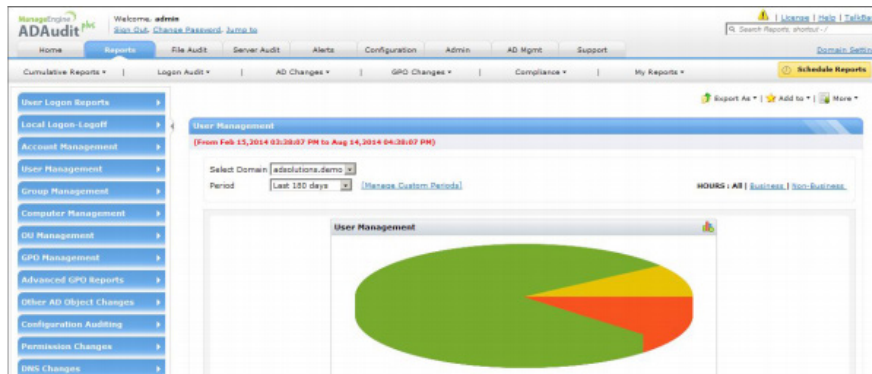 ManageEngine
ADAudit plus
Welcome, admin
Sign Out, Change Password, Jump to
License | Help | TalkBac
Search Reports, shortcut - /
Home Reports File Audit Server Audit Alerts Configuration Admin AD Mgmt Support
Domain Settin
Cumulative Reports | Logon Audit | AD Changes | GPO Changes | Compliance | My Reports
Schedule Reports
Export As | Add to | More
User Logon Reports
Local Logon-Logoff
Account Management
User Management
Group Management
Computer Management
OU Management
GPO Management
Advanced GPO Reports
Other AD Object Changes
Configuration Auditing
Permission Changes
DNS Changes
User Management
(From Feb 15,2014 03:38:07 PM to Aug 14,2014 04:38:07 PM)
Select Domain adsolutions.demo
Period Last 180 days [Manage Custom Periods]
HOURS : All | Business | Non-Business
User Management